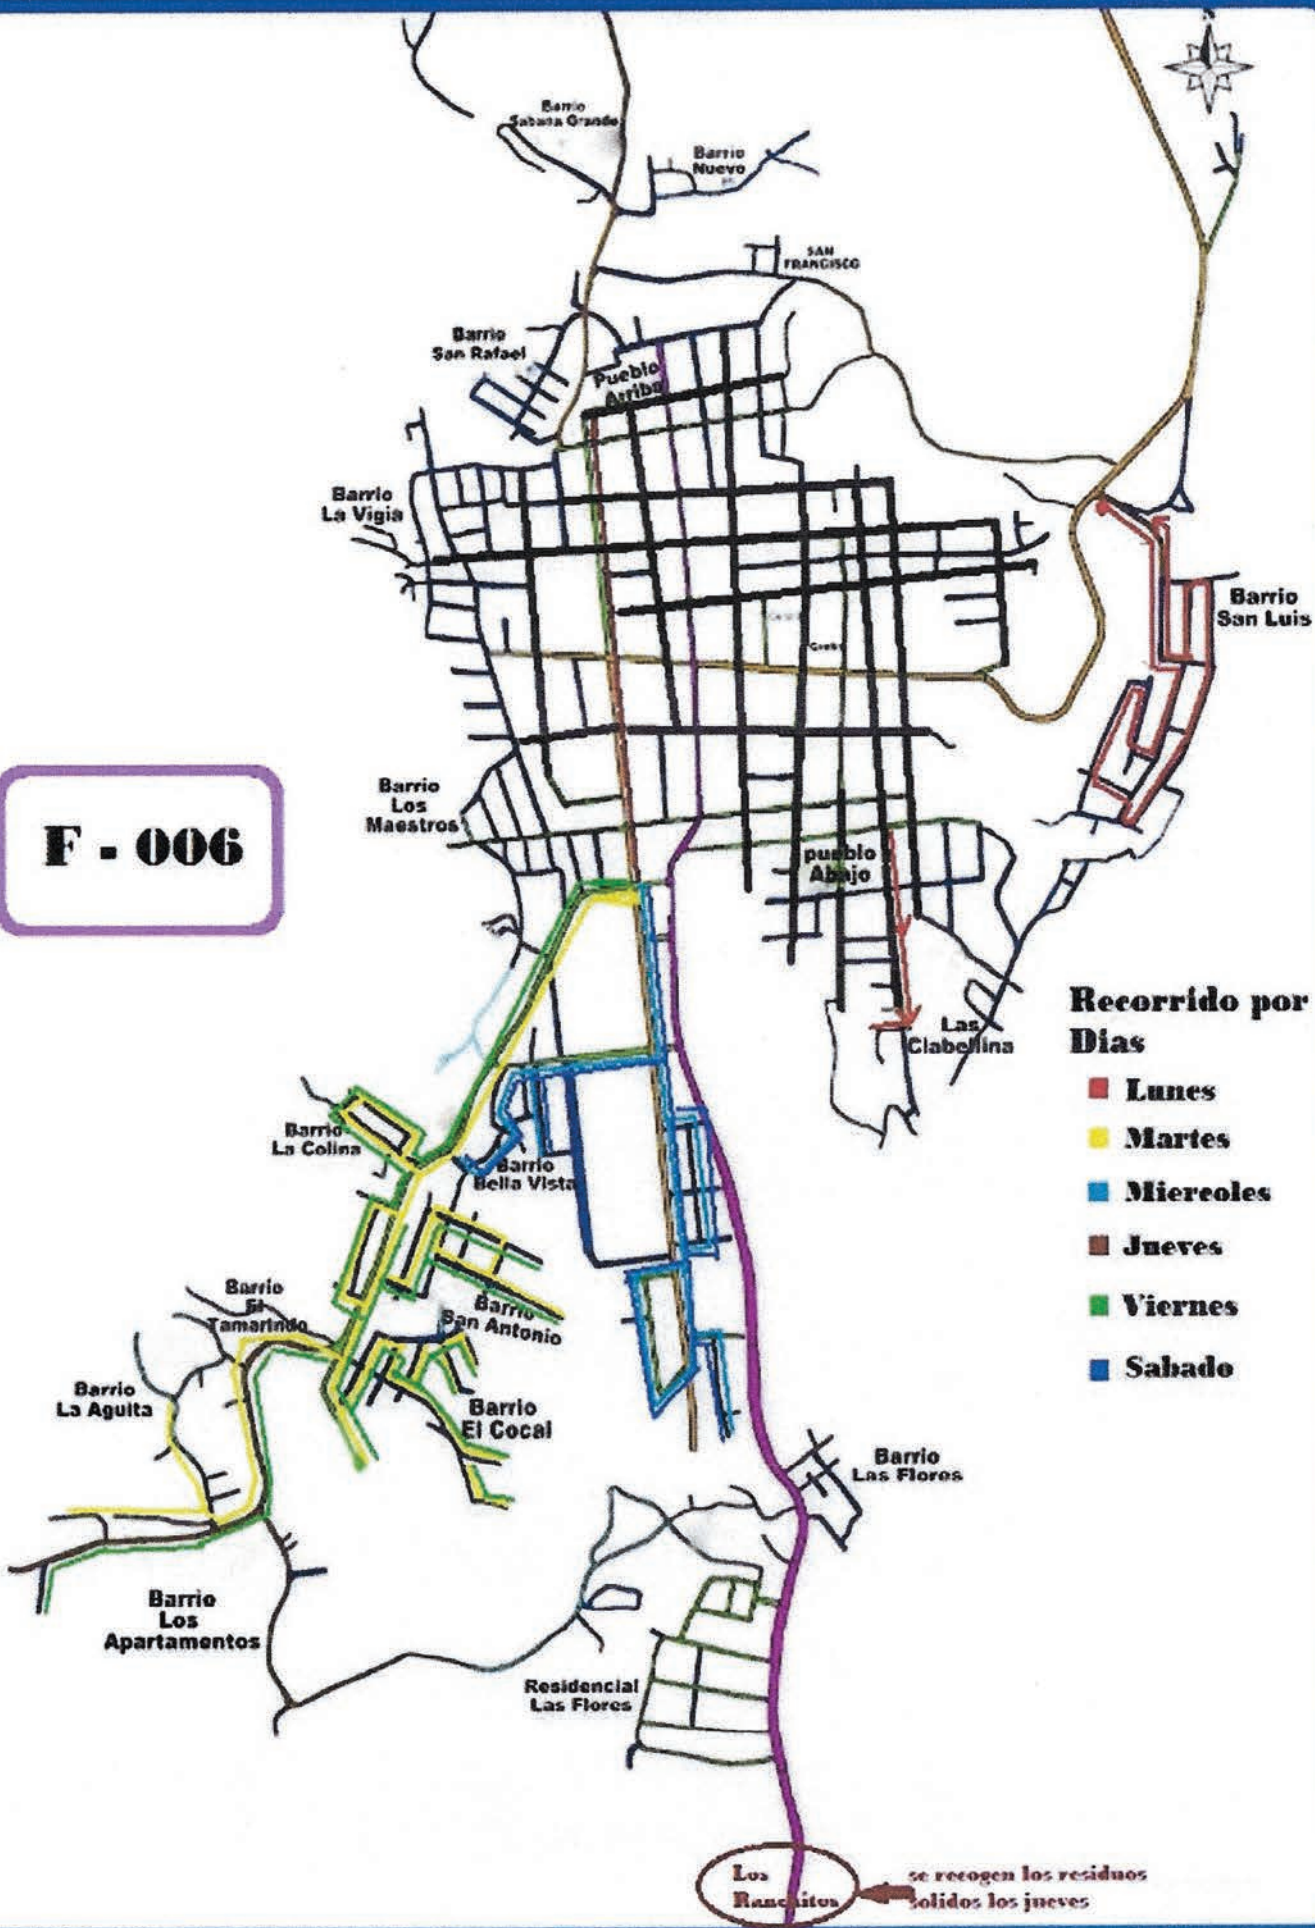 Barrio
Sabana Grande
Barrio
Nuevo
SAN
FRANCISCO
Barrio
San Rafael
Pueblo
Arriba
Barrio
La Vigia
Barrio
San Luis
F - 006
Barrio
Los
Maestros
pueblo
Abajo
Las
Clabellina
Recorrido por
Dias
Lunes
Martes
Miercoles
Jueves
Viernes
Sabado
Barrio
La Colina
Barrio
Bella Vista
Barrio
El
Tamarindo
Barrio
San Antonio
Barrio
La Aguita
Barrio
El Cocal
Barrio
Las Flores
Barrio
Los
Apartamentos
Residencial
Las Flores
Los
Ranchitos
se recogen los residuos
solidos los jueves